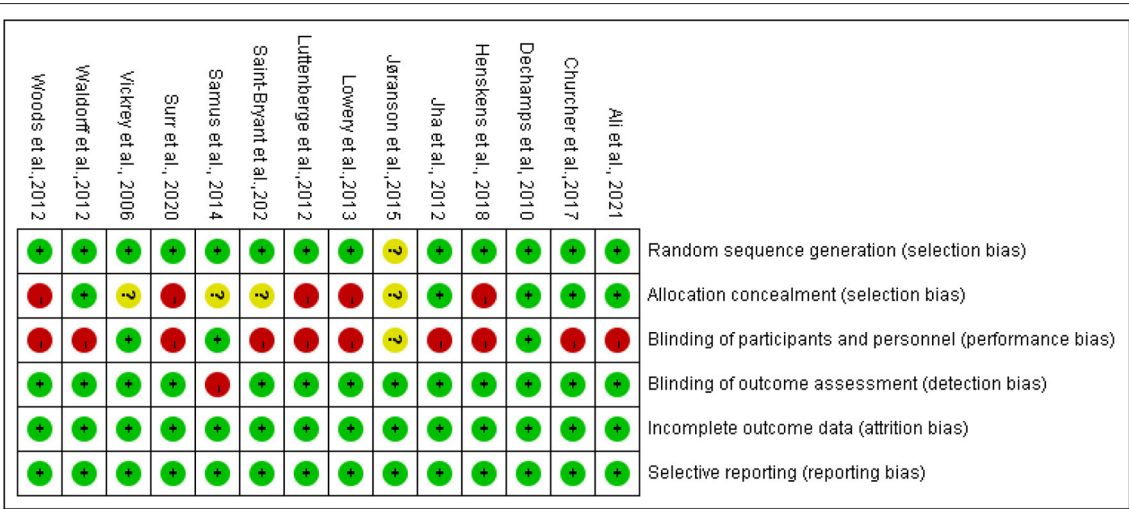 Woods et al.,2012
Waldorff et al.,2012
Vickrey et al., 2006
Surr et al., 2020
Samus et al., 2014
Saint-Bryant et al.,202
Luttenberge et al.,2012
Lowery et al.,2013
Jøranson et al.,2015
Jha et al., 2012
Henskens et al., 2018
Dechamps et al, 2010
Churcher et al.,2017
Ali et al., 2021
+ + + + + + + + ? + + + + + Random sequence generation (selection bias)
- + ? - ? ? - - ? + - + + + Allocation concealment (selection bias)
- - + - + - - - ? - - + - - Blinding of participants and personnel (performance bias)
+ + + + - + + + + + + + + + Blinding of outcome assessment (detection bias)
+ + + + + + + + + + + + + + Incomplete outcome data (attrition bias)
+ + + + + + + + + + + + + + Selective reporting (reporting bias)